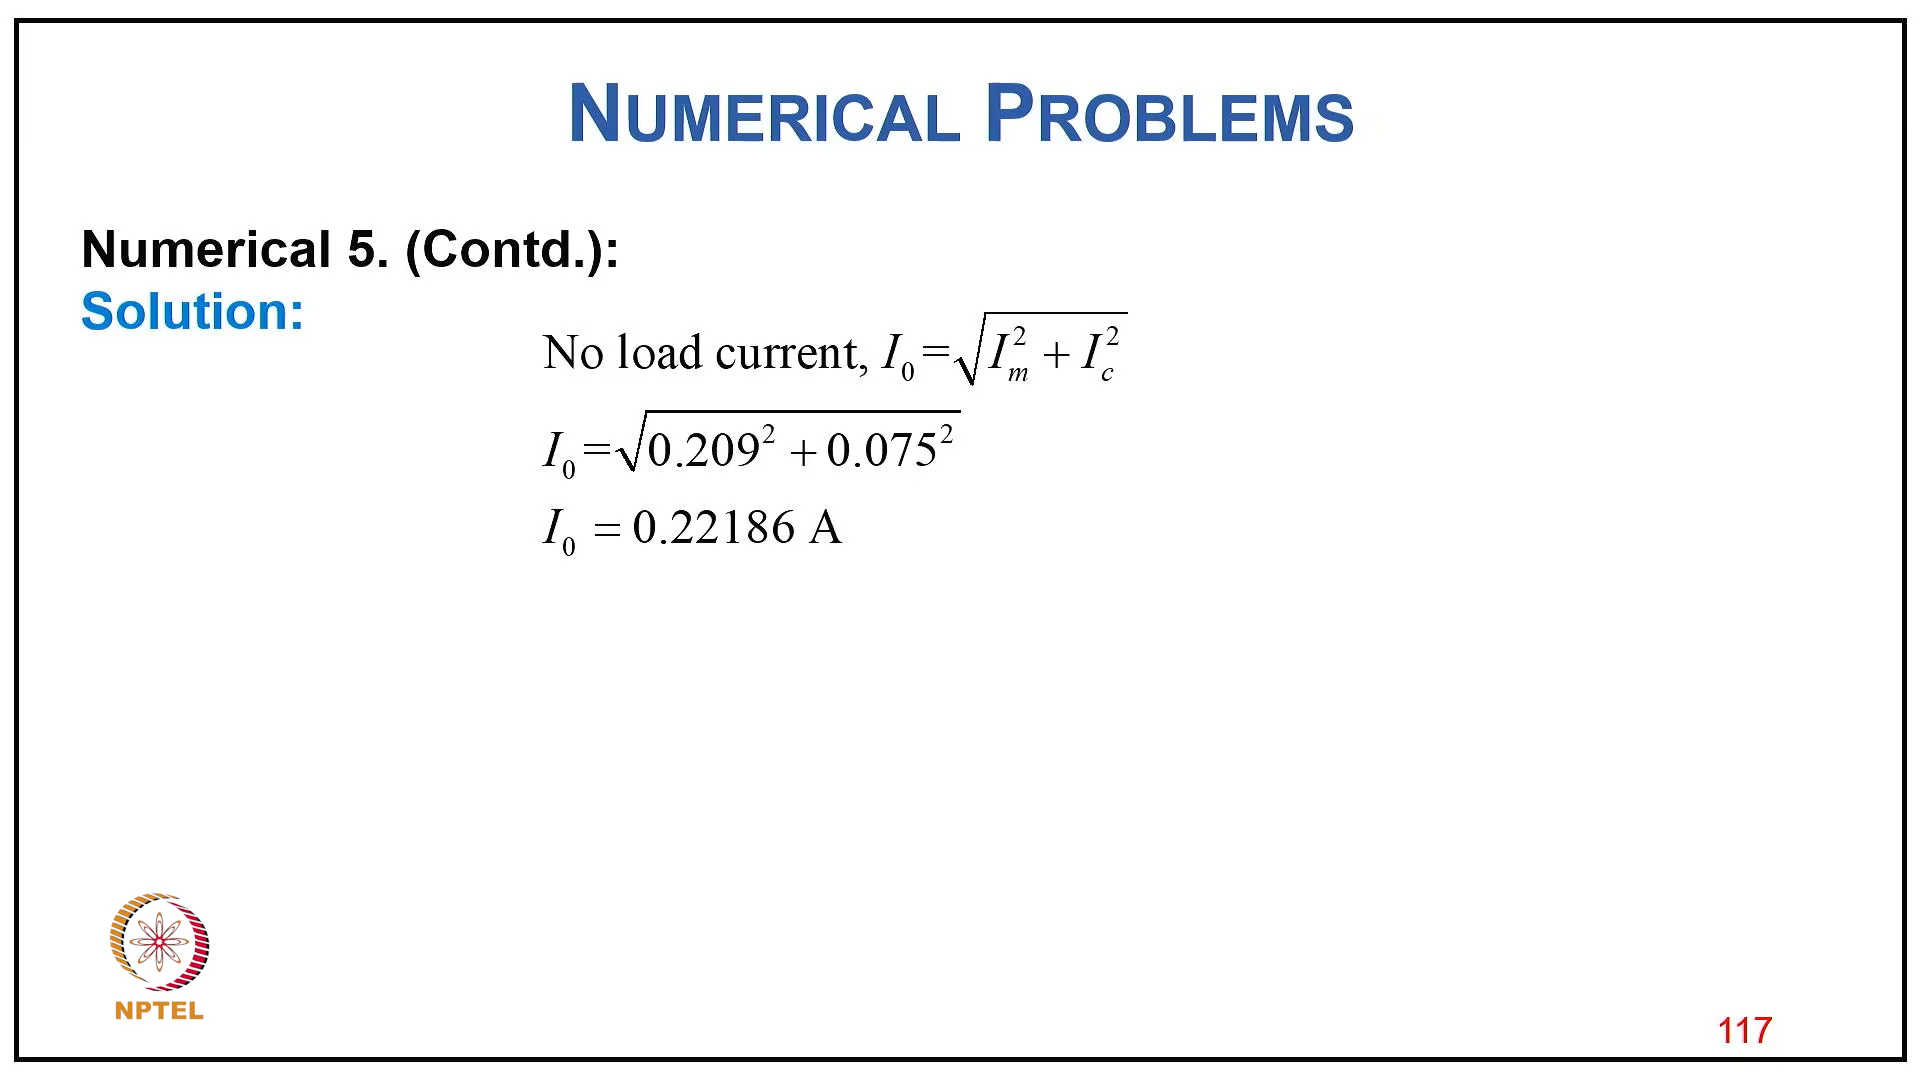 NUMERICAL PROBLEMS
Numerical 5. (Contd.):
Solution:
No load current, I₀=√(Iₘ² + I_c²)
I₀=√(0.209² + 0.075²)
I₀ = 0.22186 A
NPTEL
117